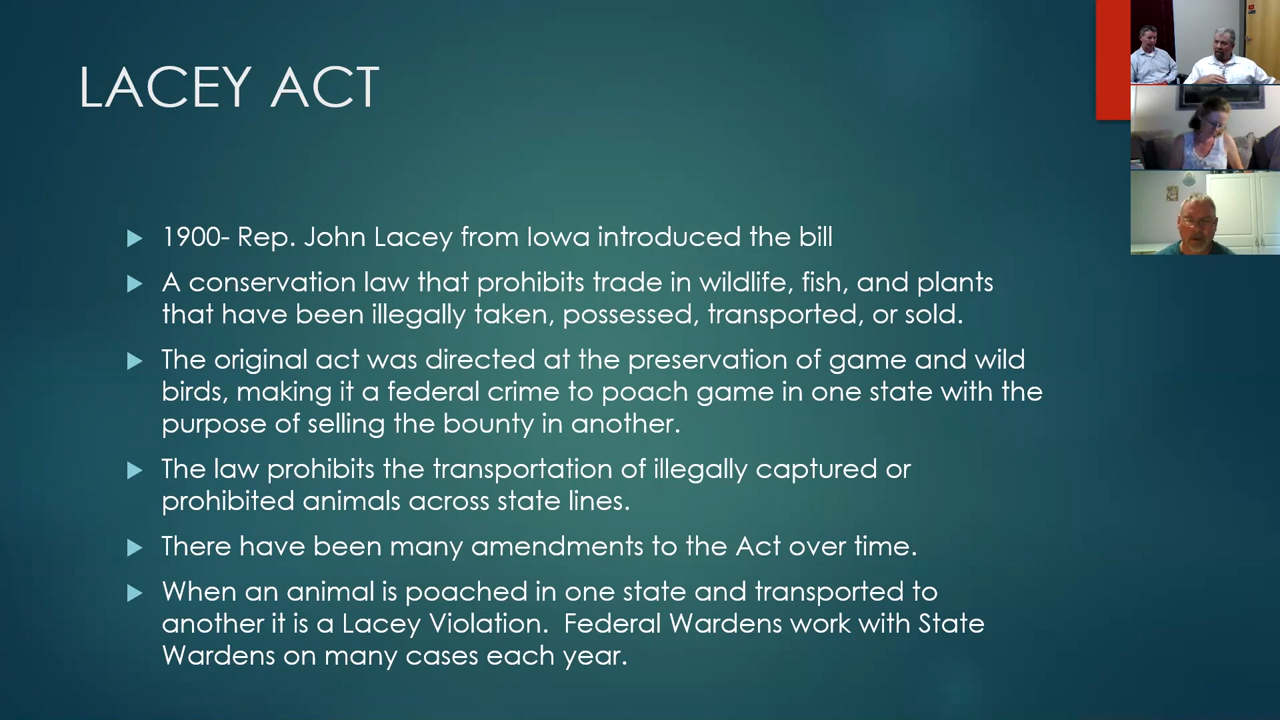 LACEY ACT
1900- Rep. John Lacey from Iowa introduced the bill
A conservation law that prohibits trade in wildlife, fish, and plants
that have been illegally taken, possessed, transported, or sold.
The original act was directed at the preservation of game and wild
birds, making it a federal crime to poach game in one state with the
purpose of selling the bounty in another.
The law prohibits the transportation of illegally captured or
prohibited animals across state lines.
There have been many amendments to the Act over time.
When an animal is poached in one state and transported to
another it is a Lacey Violation.  Federal Wardens work with State
Wardens on many cases each year.